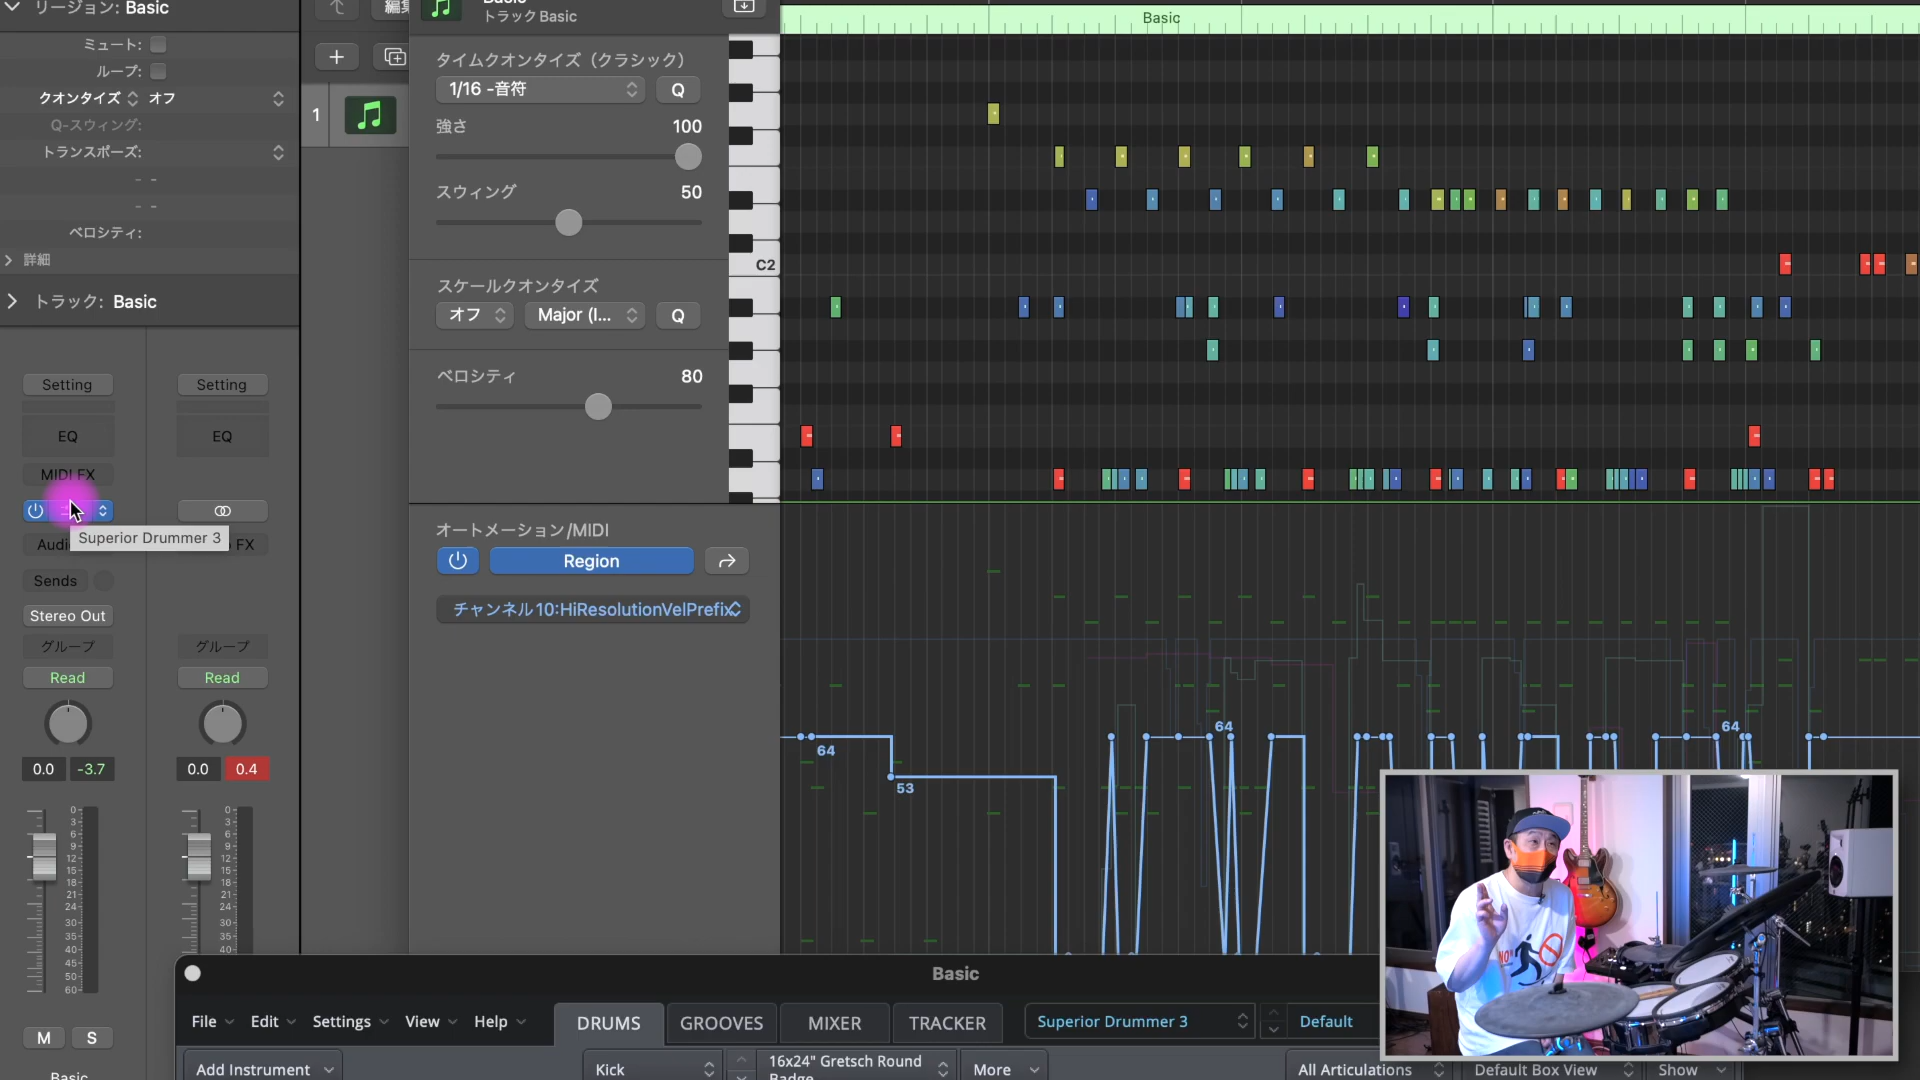 リージョン: Basic
ミュート:
ループ:
クオンタイズ オフ
Q-スウィング:
トランスポーズ:
- -
- -
ベロシティ:
詳細
トラック: Basic
Setting
Setting
EQ
EQ
MIDI FX
Superior Drummer 3
FX
Sends
Stereo Out
グループ
グループ
Read
Read
0.0 -3.7
0.0 0.4
M S
Basic
1
Basic
トラック Basic
タイムクオンタイズ（クラシック）
1/16 -音符 Q
強さ 100
スウィング 50
スケールクオンタイズ
オフ Major (I... Q
ベロシティ 80
オートメーション/MIDI
Region
チャンネル10:HiResolutionVelPrefix
Basic
C2
64
53
64
64
Basic
File Edit Settings View Help
DRUMS GROOVES MIXER TRACKER
Superior Drummer 3 Default
Add Instrument
Kick
16x24" Gretsch Round
Badge
More
All Articulations
Default Box View
Show